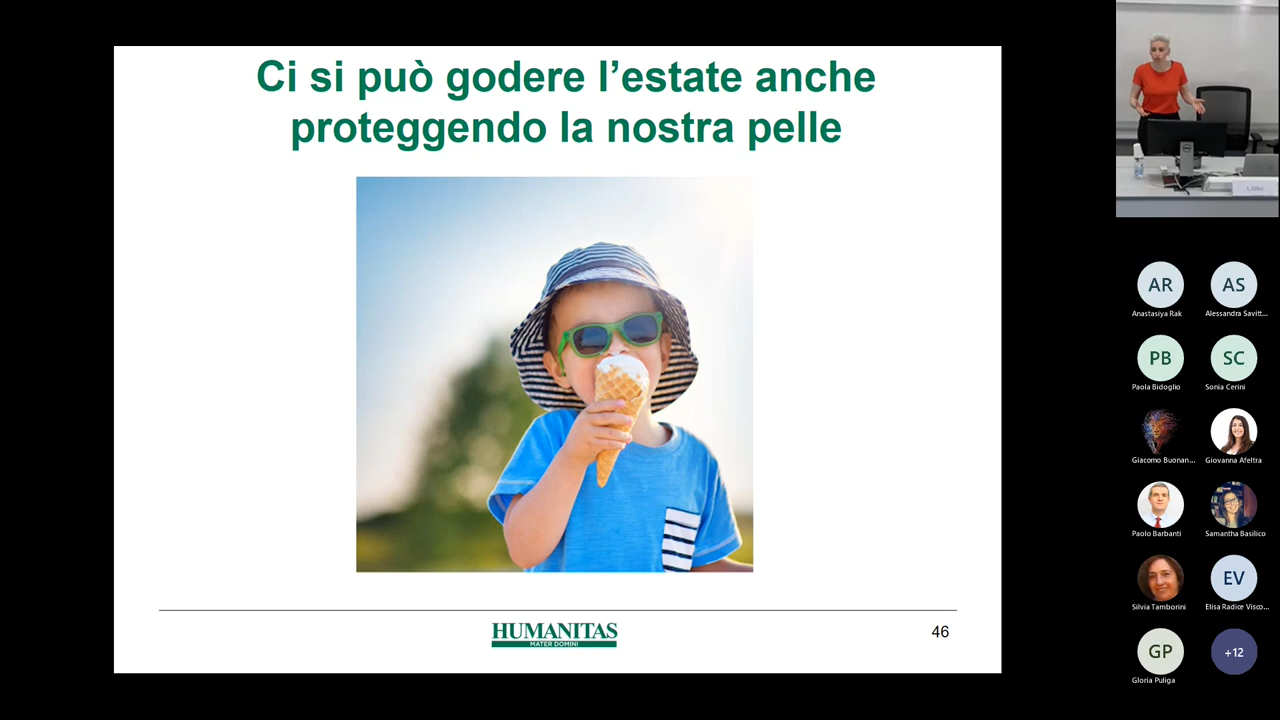 Ci si può godere l’estate anche
proteggendo la nostra pelle
HUMANITAS
MATER DOMINI
46
AR
AS
Anastasiya Rak
Alessandra Savitt...
PB
SC
Paola Bidoglio
Sonia Cerini
Giacomo Buonan...
Giovanna Afeltra
Paolo Barbanti
Samantha Basilico
EV
Silvia Tamborini
Elisa Radice Visco...
GP
+12
Gloria Puliga